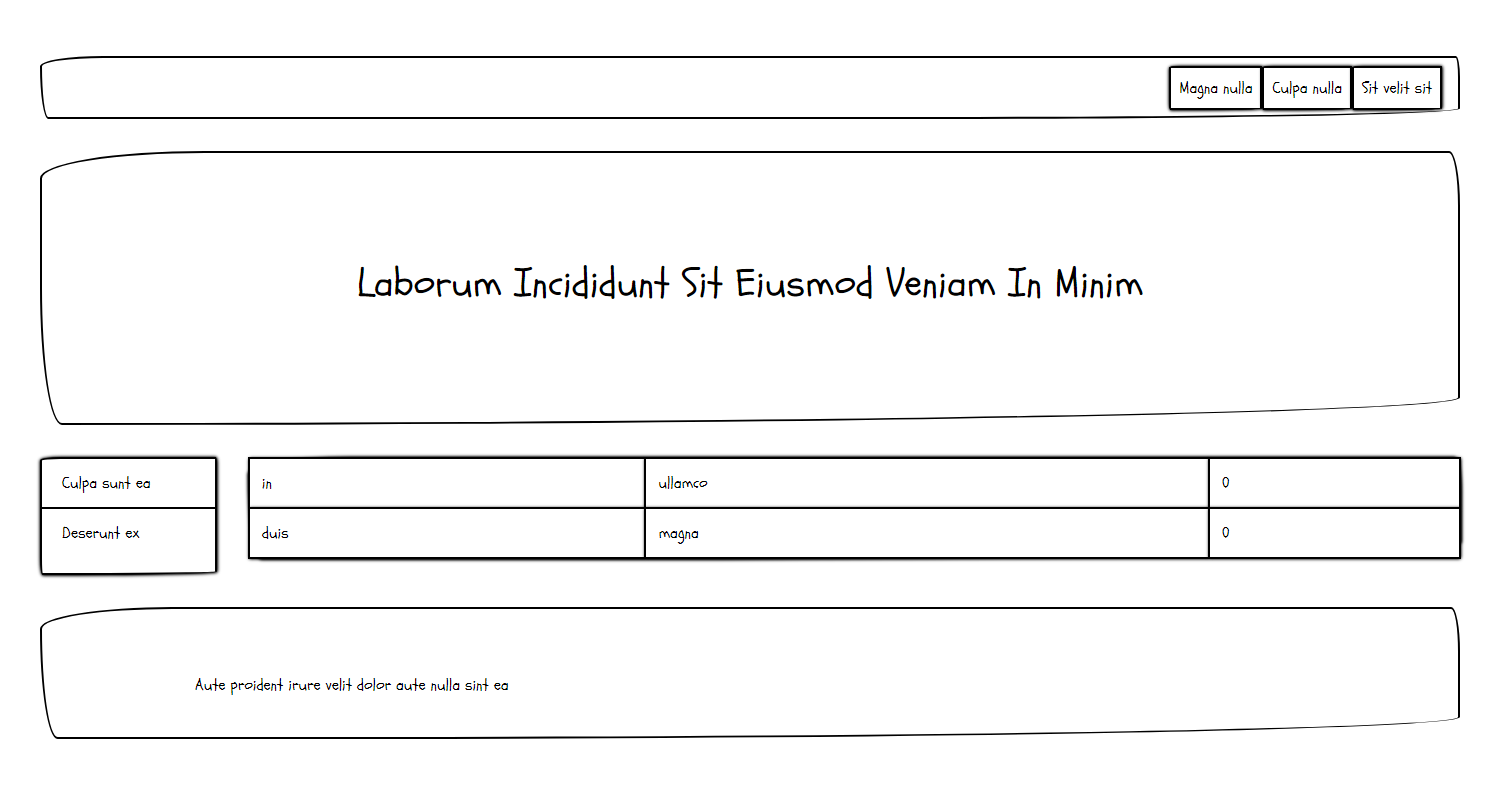 Magna nulla Culpa nulla Sit velit sit
Laborum Incididunt Sit Eiusmod Veniam In Minim
Culpa sunt ea
Deserunt ex
in ullamco 0
duis magna 0
Aute proident irure velit dolor aute nulla sint ea